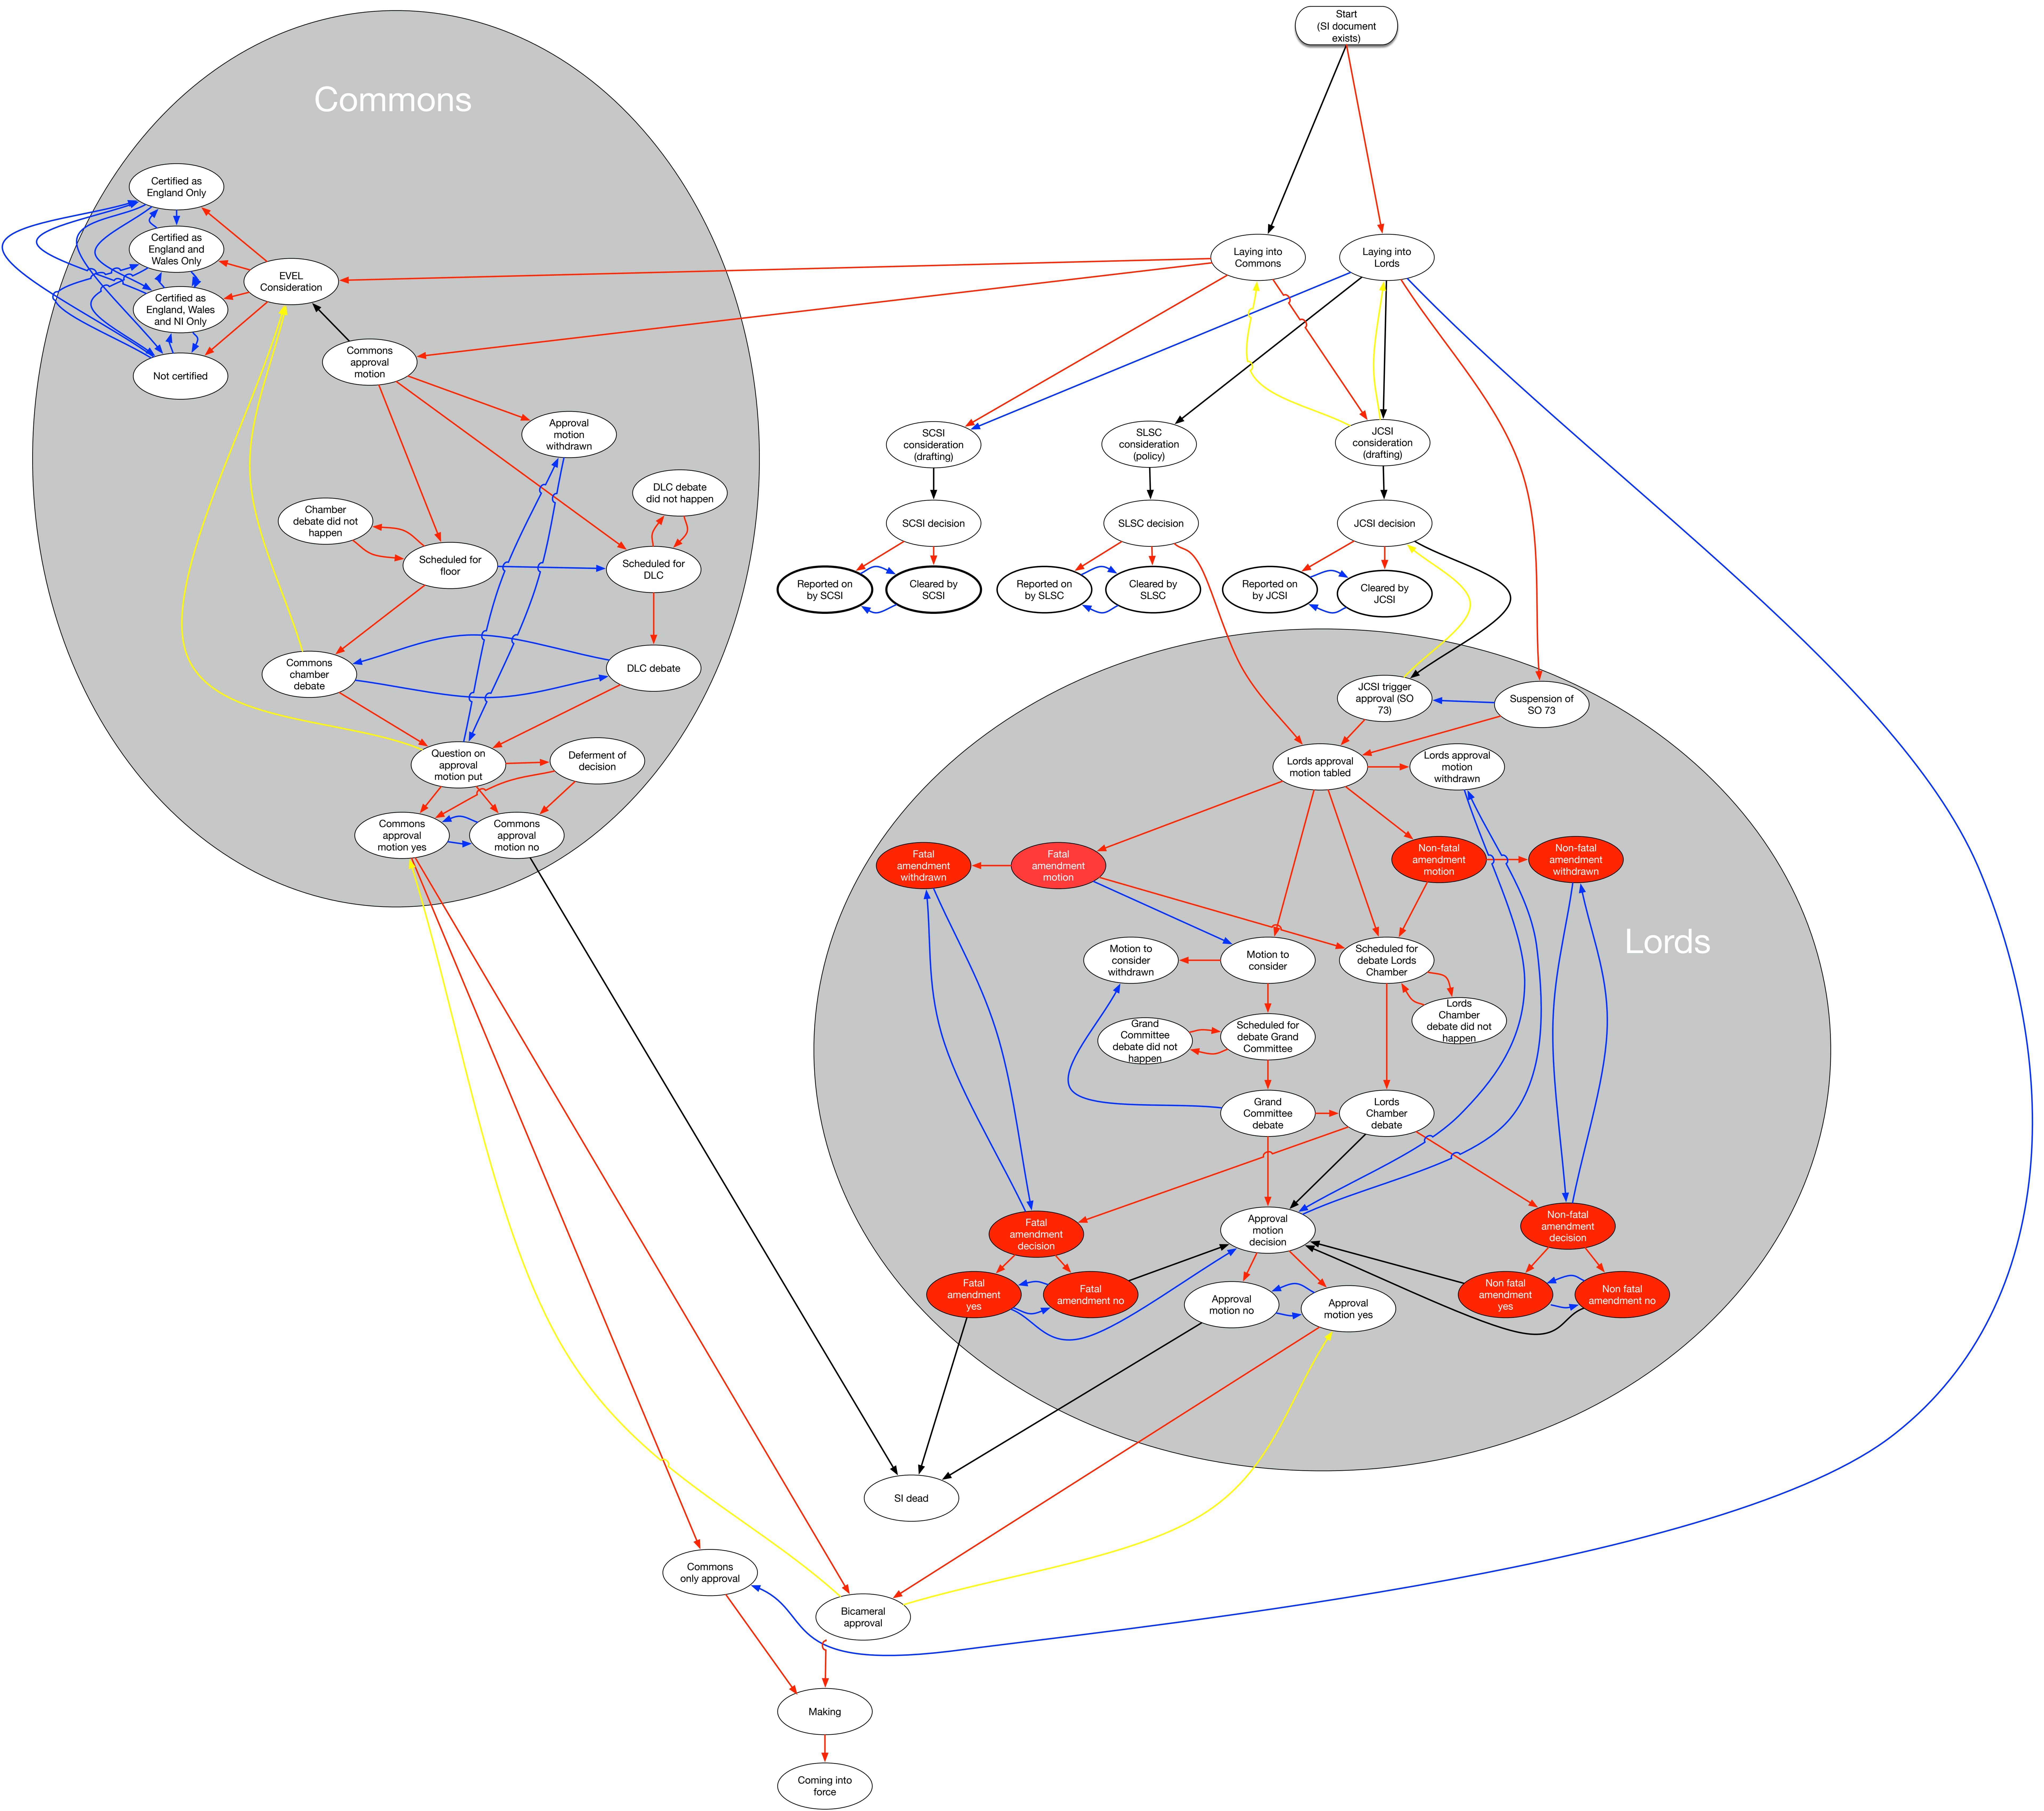 Start
(SI document
exists)
Commons
Certified as
England Only
Certified as
England and
Wales Only
EVEL
Consideration
Certified as
England, Wales
and NI Only
Not certified
Commons
approval
motion
Approval
motion
withdrawn
DLC debate
did not happen
Chamber
debate did not
happen
Scheduled for
floor
Scheduled for
DLC
Commons
chamber
debate
DLC debate
Question on
approval
motion put
Deferment of
decision
Commons
approval
motion yes
Commons
approval
motion no
Laying into
Commons
Laying into
Lords
SCSI
consideration
(drafting)
SLSC
consideration
(policy)
JCSI
consideration
(drafting)
SCSI decision
SLSC decision
JCSI decision
Reported on
by SCSI
Cleared by
SCSI
Reported on
by SLSC
Cleared by
SLSC
Reported on
by JCSI
Cleared by
JCSI
Lords
JCSI trigger
approval (SO
73)
Suspension of
SO 73
Lords approval
motion tabled
Lords approval
motion
withdrawn
Fatal
amendment
withdrawn
Fatal
amendment
motion
Non-fatal
amendment
motion
Non-fatal
amendment
withdrawn
Motion to
consider
withdrawn
Motion to
consider
Scheduled for
debate Lords
Chamber
Lords
Chamber
debate did not
happen
Grand
Committee
debate did not
happen
Scheduled for
debate Grand
Committee
Grand
Committee
debate
Lords
Chamber
debate
Fatal
amendment
decision
Approval
motion
decision
Non-fatal
amendment
decision
Fatal
amendment
yes
Fatal
amendment no
Approval
motion no
Approval
motion yes
Non fatal
amendment
yes
Non fatal
amendment no
SI dead
Commons
only approval
Bicameral
approval
Making
Coming into
force